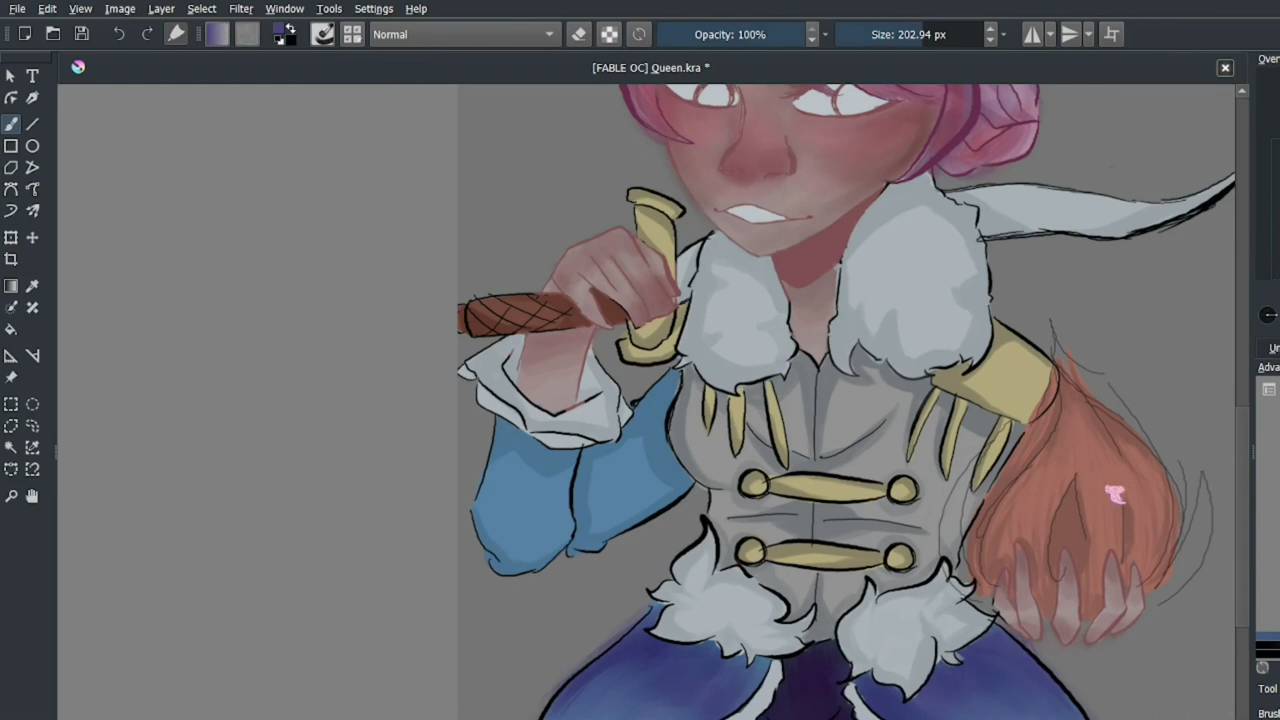 File Edit View Image Layer Select Filter Window Tools Settings Help
Normal Opacity: 100% Size: 202.94 px
[FABLE OC] Queen.kra *
T
Tool